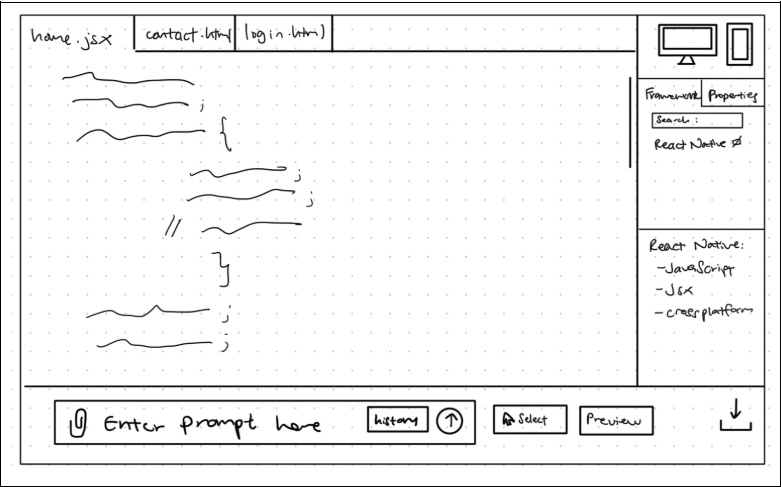 home.jsx
contact.html
login.html
;
{
;
;
//
}
;
;
Framework
Properties
Search :
React Native
React Native:
-JavaScript
-Jsx
-crossplatform
Enter prompt here
history
Select
Preview